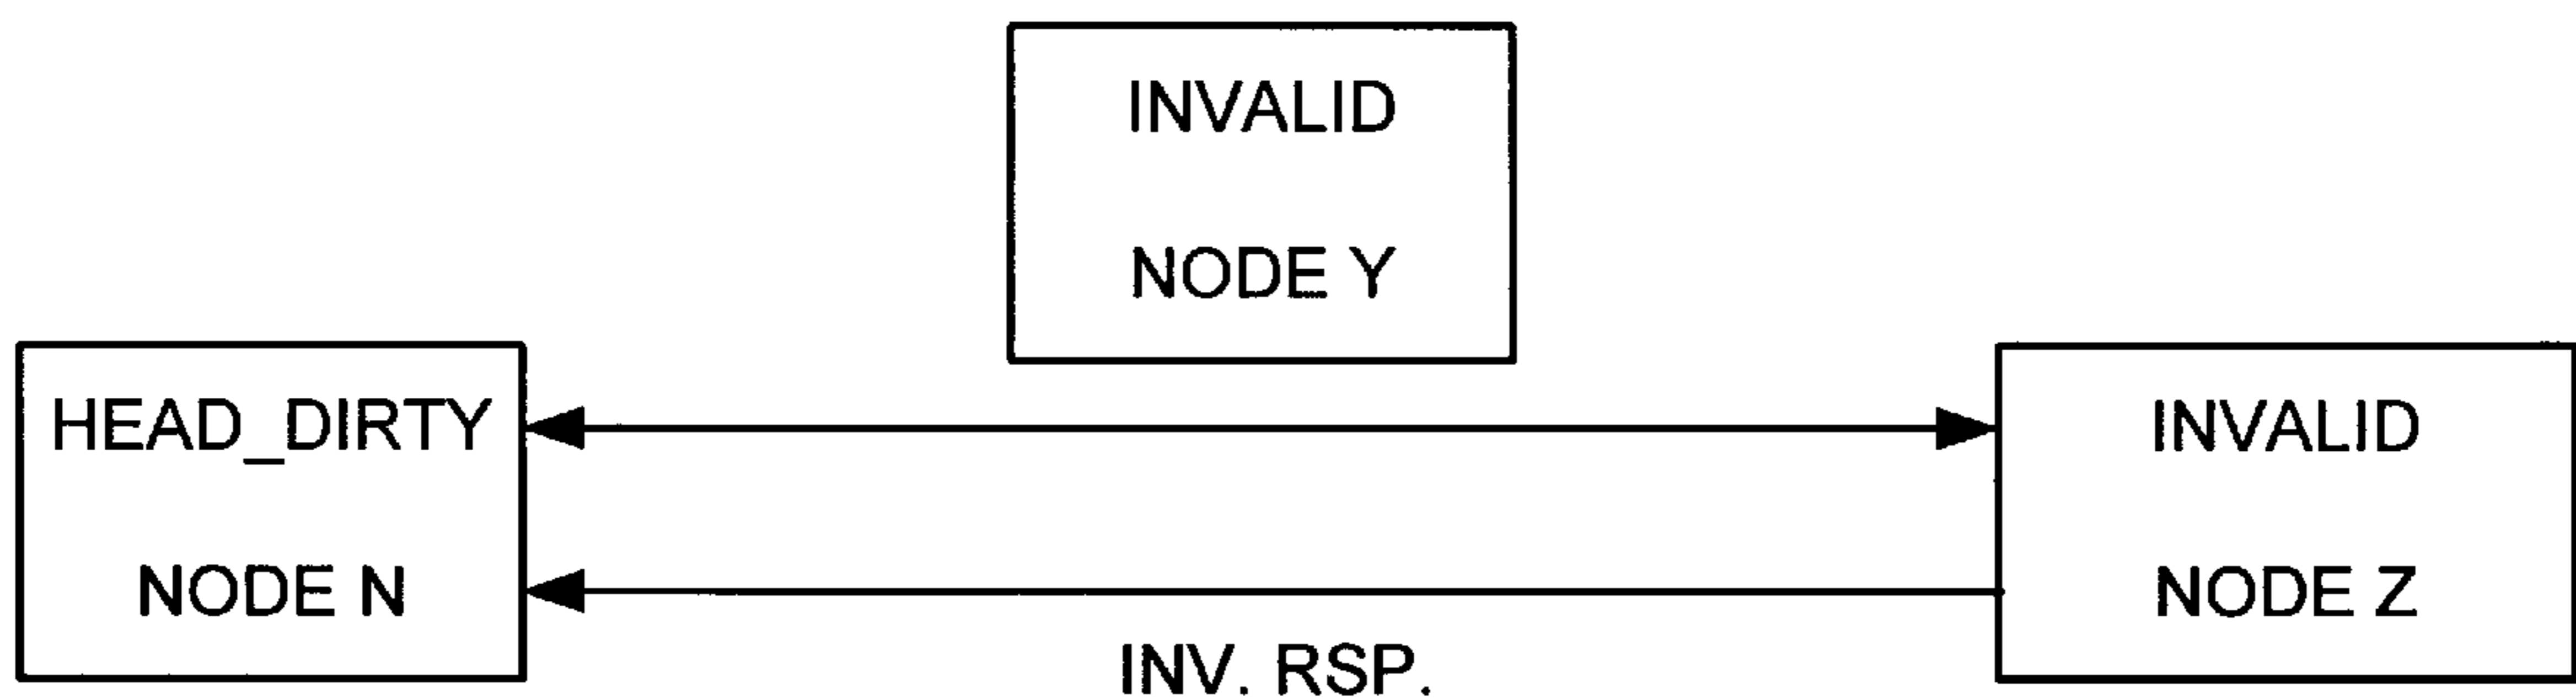 INVALID
NODE Y
HEAD_DIRTY
NODE N
INVALID
NODE Z
INV. RSP.